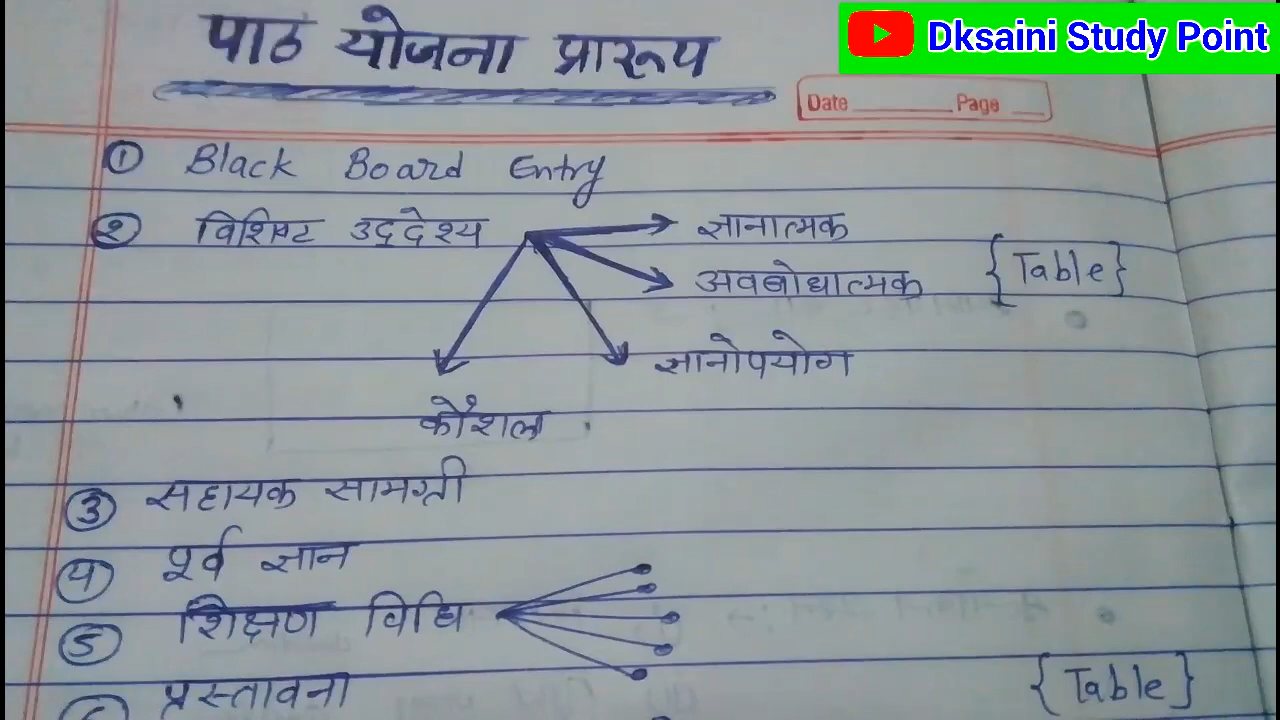 पाठ योजना प्रारूप
Dksaini Study Point
Date Page
① Black Board Entry
② विशिष्ट उद्‌देश्य ज्ञानात्मक
अवबोधात्मक {Table}
ज्ञानोपयोग
कौशल
③ सहायक सामग्री
④ पूर्व ज्ञान
⑤ शिक्षण विधि
⑥ प्रस्तावना {Table}